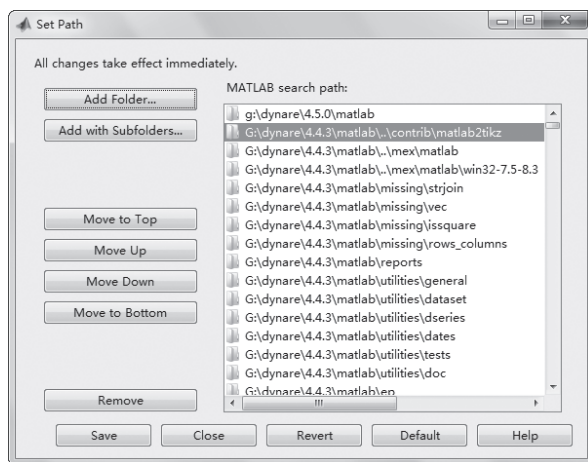 Set Path
All changes take effect immediately.
MATLAB search path:
Add Folder...
Add with Subfolders...
Move to Top
Move Up
Move Down
Move to Bottom
Remove
g:\dynare\4.5.0\matlab
G:\dynare\4.4.3\matlab\..\contrib\matlab2tikz
G:\dynare\4.4.3\matlab\..\mex\matlab
G:\dynare\4.4.3\matlab\..\mex\matlab\win32-7.5-8.3
G:\dynare\4.4.3\matlab\missing\strjoin
G:\dynare\4.4.3\matlab\missing\vec
G:\dynare\4.4.3\matlab\missing\issquare
G:\dynare\4.4.3\matlab\missing\rows_columns
G:\dynare\4.4.3\matlab\reports
G:\dynare\4.4.3\matlab\utilities\general
G:\dynare\4.4.3\matlab\utilities\dataset
G:\dynare\4.4.3\matlab\utilities\dseries
G:\dynare\4.4.3\matlab\utilities\dates
G:\dynare\4.4.3\matlab\utilities\tests
G:\dynare\4.4.3\matlab\utilities\doc
G:\dynare\4.4.3\matlab\ep
Save Close Revert Default Help